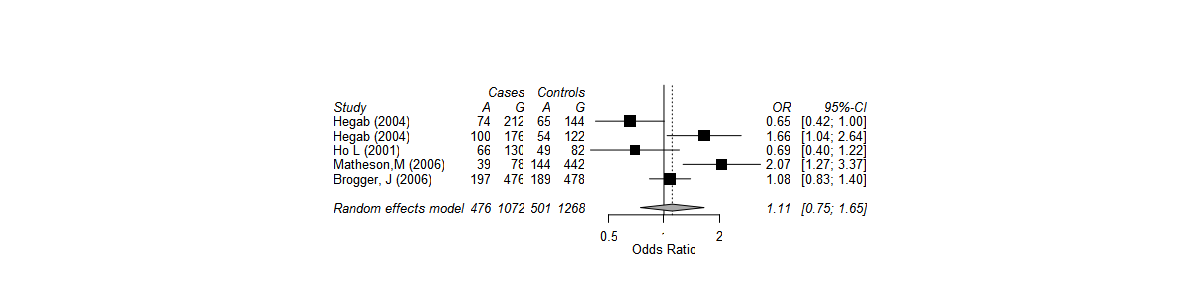 Cases Controls
Study A G A G OR 95%-CI
Hegab (2004) 74 212 65 144 0.65 [0.42; 1.00]
Hegab (2004) 100 176 54 122 1.66 [1.04; 2.64]
Ho L (2001) 66 130 49 82 0.69 [0.40; 1.22]
Matheson,M (2006) 39 78 144 442 2.07 [1.27; 3.37]
Brogger, J (2006) 197 476 189 478 1.08 [0.83; 1.40]
Random effects model 476 1072 501 1268 1.11 [0.75; 1.65]
0.5 1 2
Odds Ratio